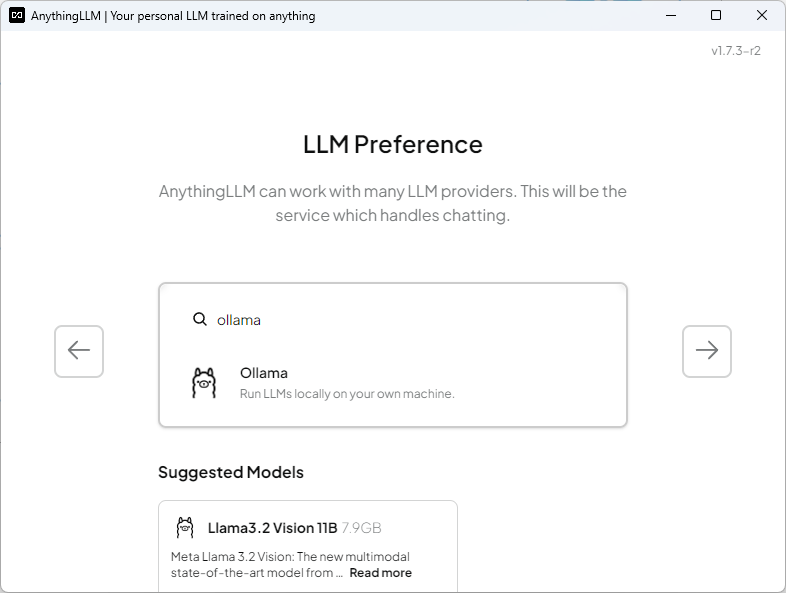 AnythingLLM | Your personal LLM trained on anything
v1.7.3-r2
LLM Preference
AnythingLLM can work with many LLM providers. This will be the
service which handles chatting.
ollama
Ollama
Run LLMs locally on your own machine.
Suggested Models
Llama3.2 Vision 11B 7.9GB
Meta Llama 3.2 Vision: The new multimodal
state-of-the-art model from ... Read more